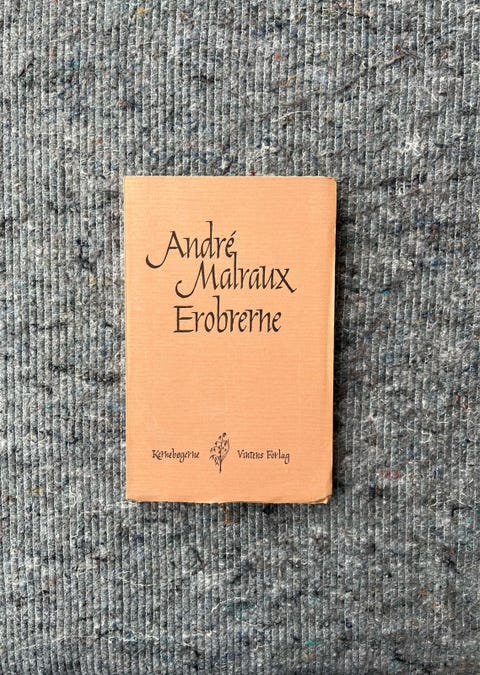 André
Malraux
Erobrerne
Kernebøgerne Vintens Forlag